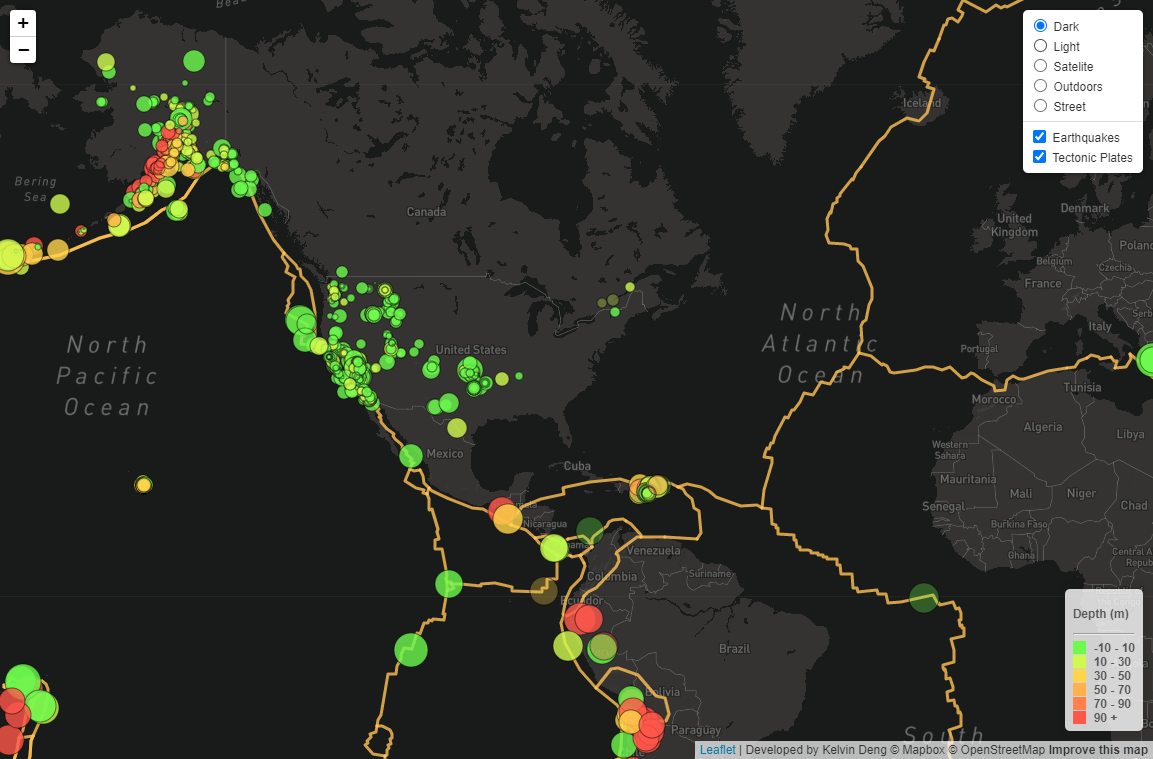 +
−
Dark
Light
Satelite
Outdoors
Street
Earthquakes
Tectonic Plates
Iceland
Bering
Sea
Canada
United
Kingdom
Denmark
Poland
Belgium
Czechia
France
Italy
Portugal
North
Pacific
Ocean
North
Atlantic
Ocean
United States
Tunisia
Morocco
Algeria
Libya
Western
Sahara
Mexico
Cuba
Mauritania
Mali
Niger
Chad
Senegal
Nicaragua
Burkina Faso
Ghana
Venezuela
Suriname
Colombia
Ecuador
Brazil
Bolivia
Paraguay
South
Depth (m)
-10 - 10
10 - 30
30 - 50
50 - 70
70 - 90
90 +
Leaflet | Developed by Kelvin Deng © Mapbox © OpenStreetMap Improve this map